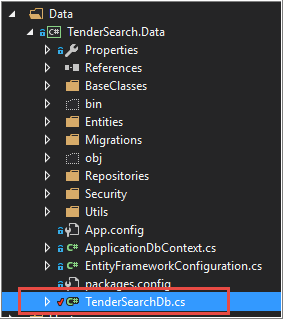 Data
TenderSearch.Data
Properties
References
BaseClasses
bin
Entities
Migrations
obj
Repositories
Security
Utils
App.config
ApplicationDbContext.cs
EntityFrameworkConfiguration.cs
packages.config
TenderSearchDb.cs